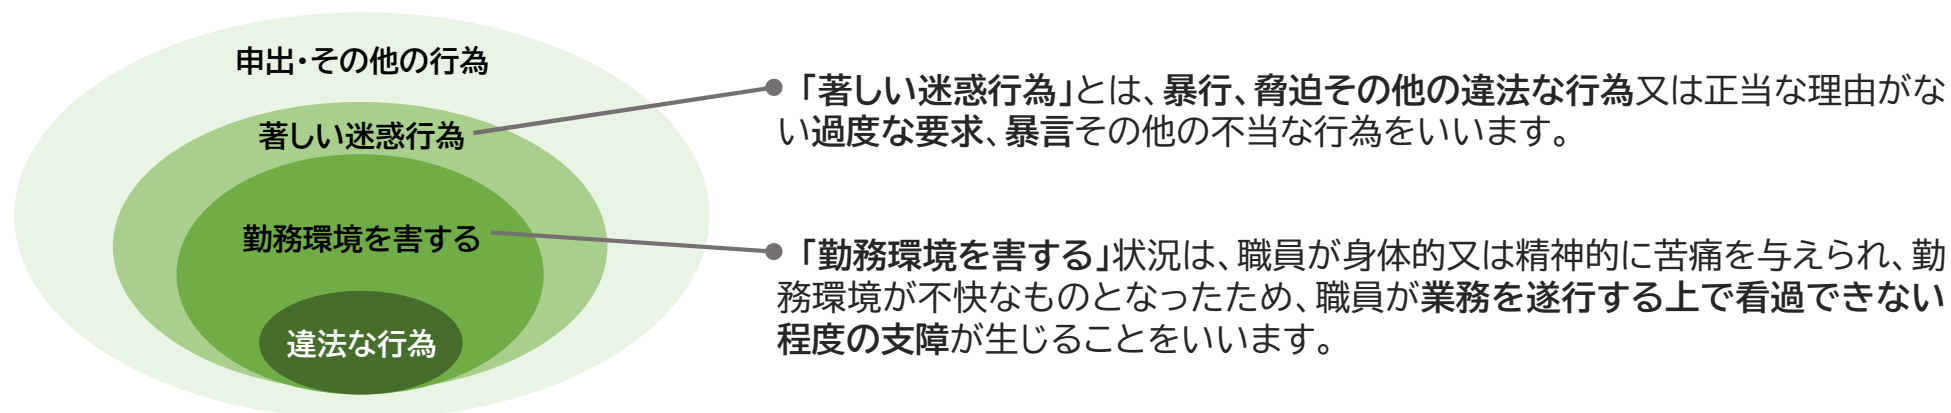 申出・その他の行為
著しい迷惑行為
勤務環境を害する
違法な行為
「著しい迷惑行為」とは、暴行、脅迫その他の違法な行為又は正当な理由がな
い過度な要求、暴言その他の不当な行為をいいます。
「勤務環境を害する」状況は、職員が身体的又は精神的に苦痛を与えられ、勤
務環境が不快なものとなったため、職員が業務を遂行する上で看過できない
程度の支障が生じることをいいます。